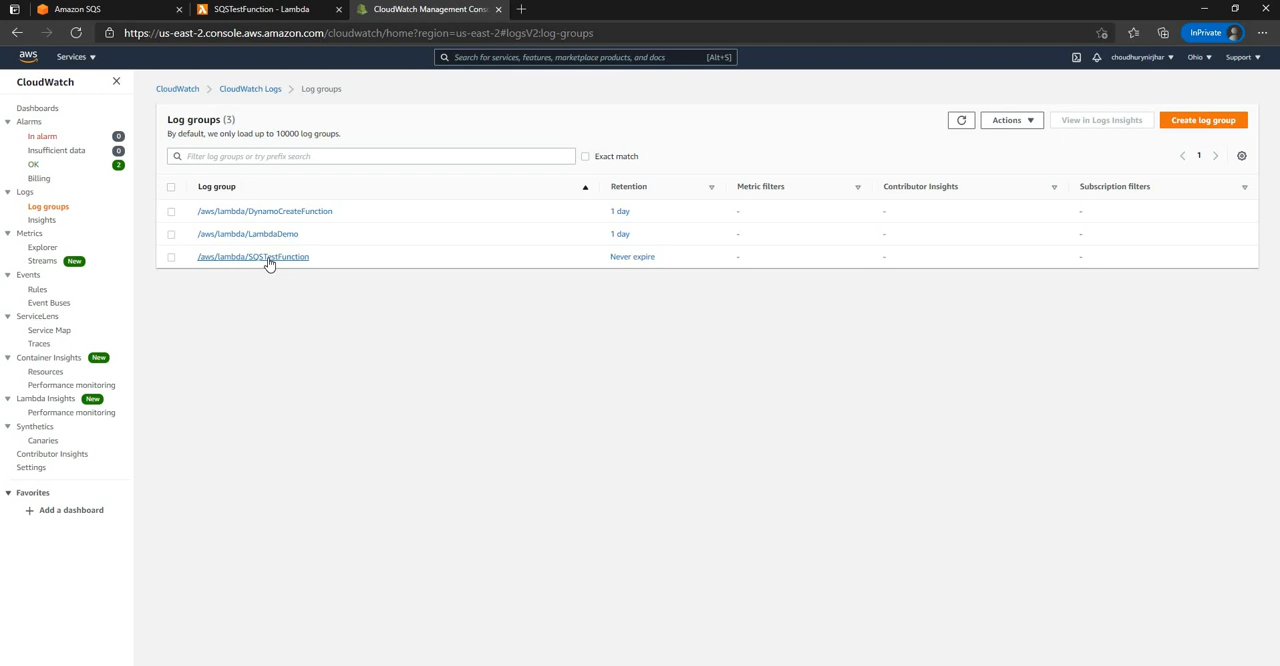 Amazon SQS
SQSTestFunction - Lambda
CloudWatch Management Cons
https://us-east-2.console.aws.amazon.com/cloudwatch/home?region=us-east-2#logsV2:log-groups
InPrivate
aws
Services
Search for services, features, marketplace products, and docs
[Alt+S]
choudhurynirjhar
Ohio
Support
CloudWatch
Dashboards
Alarms
In alarm 0
Insufficient data 0
OK 2
Billing
Logs
Log groups
Insights
Metrics
Explorer
Streams New
Events
Rules
Event Buses
ServiceLens
Service Map
Traces
Container Insights New
Resources
Performance monitoring
Lambda Insights New
Performance monitoring
Synthetics
Canaries
Contributor Insights
Settings
Favorites
Add a dashboard
CloudWatch CloudWatch Logs Log groups
Log groups (3)
By default, we only load up to 10000 log groups.
Actions
View in Logs Insights
Create log group
Filter log groups or try prefix search
Exact match
1
Log group Retention Metric filters Contributor Insights Subscription filters
/aws/lambda/DynamoCreateFunction 1 day - - -
/aws/lambda/LambdaDemo 1 day - - -
/aws/lambda/SQSTestFunction Never expire - - -